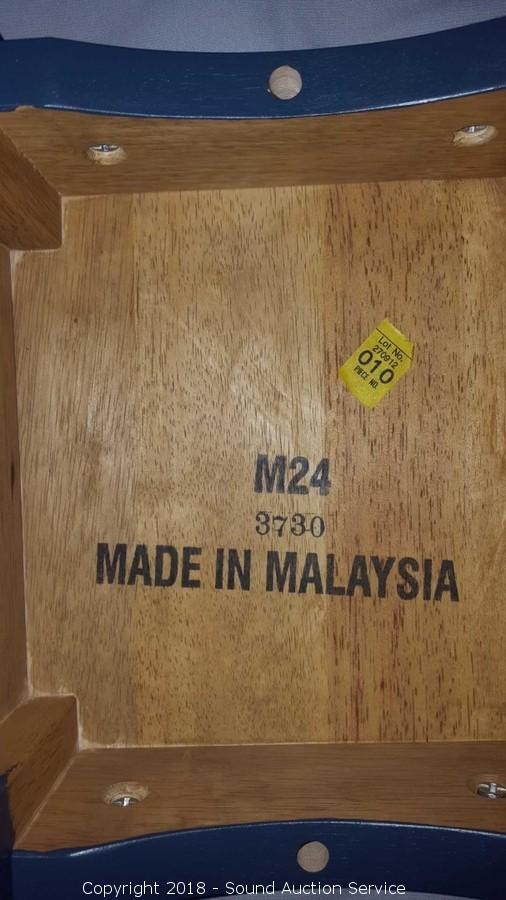 Lot No.
270912
010
PIECE NO.
M24
3730
MADE IN MALAYSIA
Copyright 2018 - Sound Auction Service